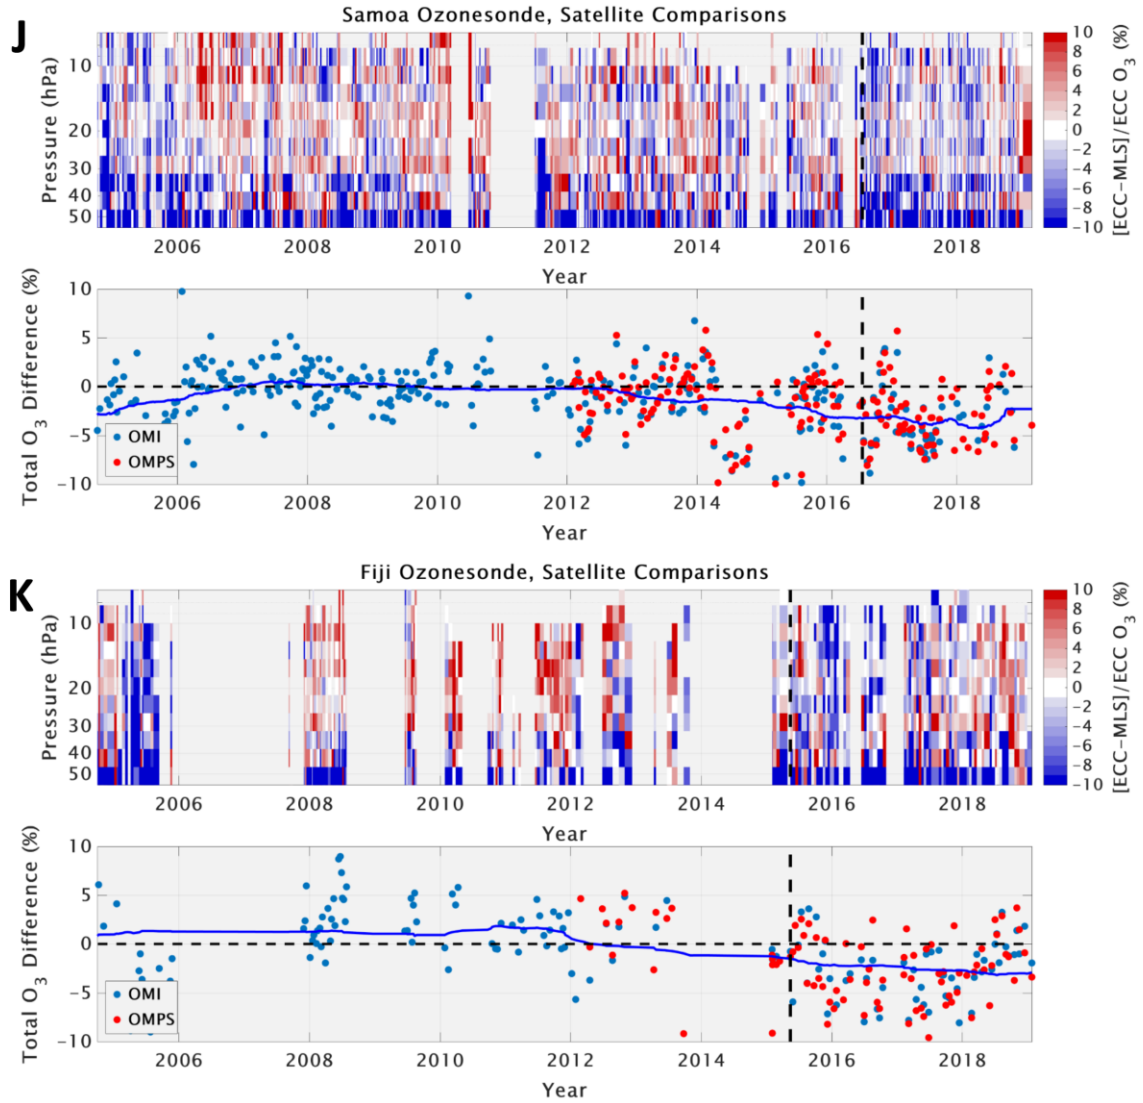 J
Samoa Ozonesonde, Satellite Comparisons
Pressure (hPa)
10
20
30
40
50
2006 2008 2010 2012 2014 2016 2018
Year
10
8
6
4
2
0
−2
−4
−6
−8
−10
[ECC−MLS]/ECC O3 (%)
Total O3 Difference (%)
10
5
0
−5
−10
OMI
OMPS
2006 2008 2010 2012 2014 2016 2018
Year
K
Fiji Ozonesonde, Satellite Comparisons
Pressure (hPa)
10
20
30
40
50
2006 2008 2010 2012 2014 2016 2018
Year
10
8
6
4
2
0
−2
−4
−6
−8
−10
[ECC−MLS]/ECC O3 (%)
Total O3 Difference (%)
10
5
0
−5
−10
OMI
OMPS
2006 2008 2010 2012 2014 2016 2018
Year